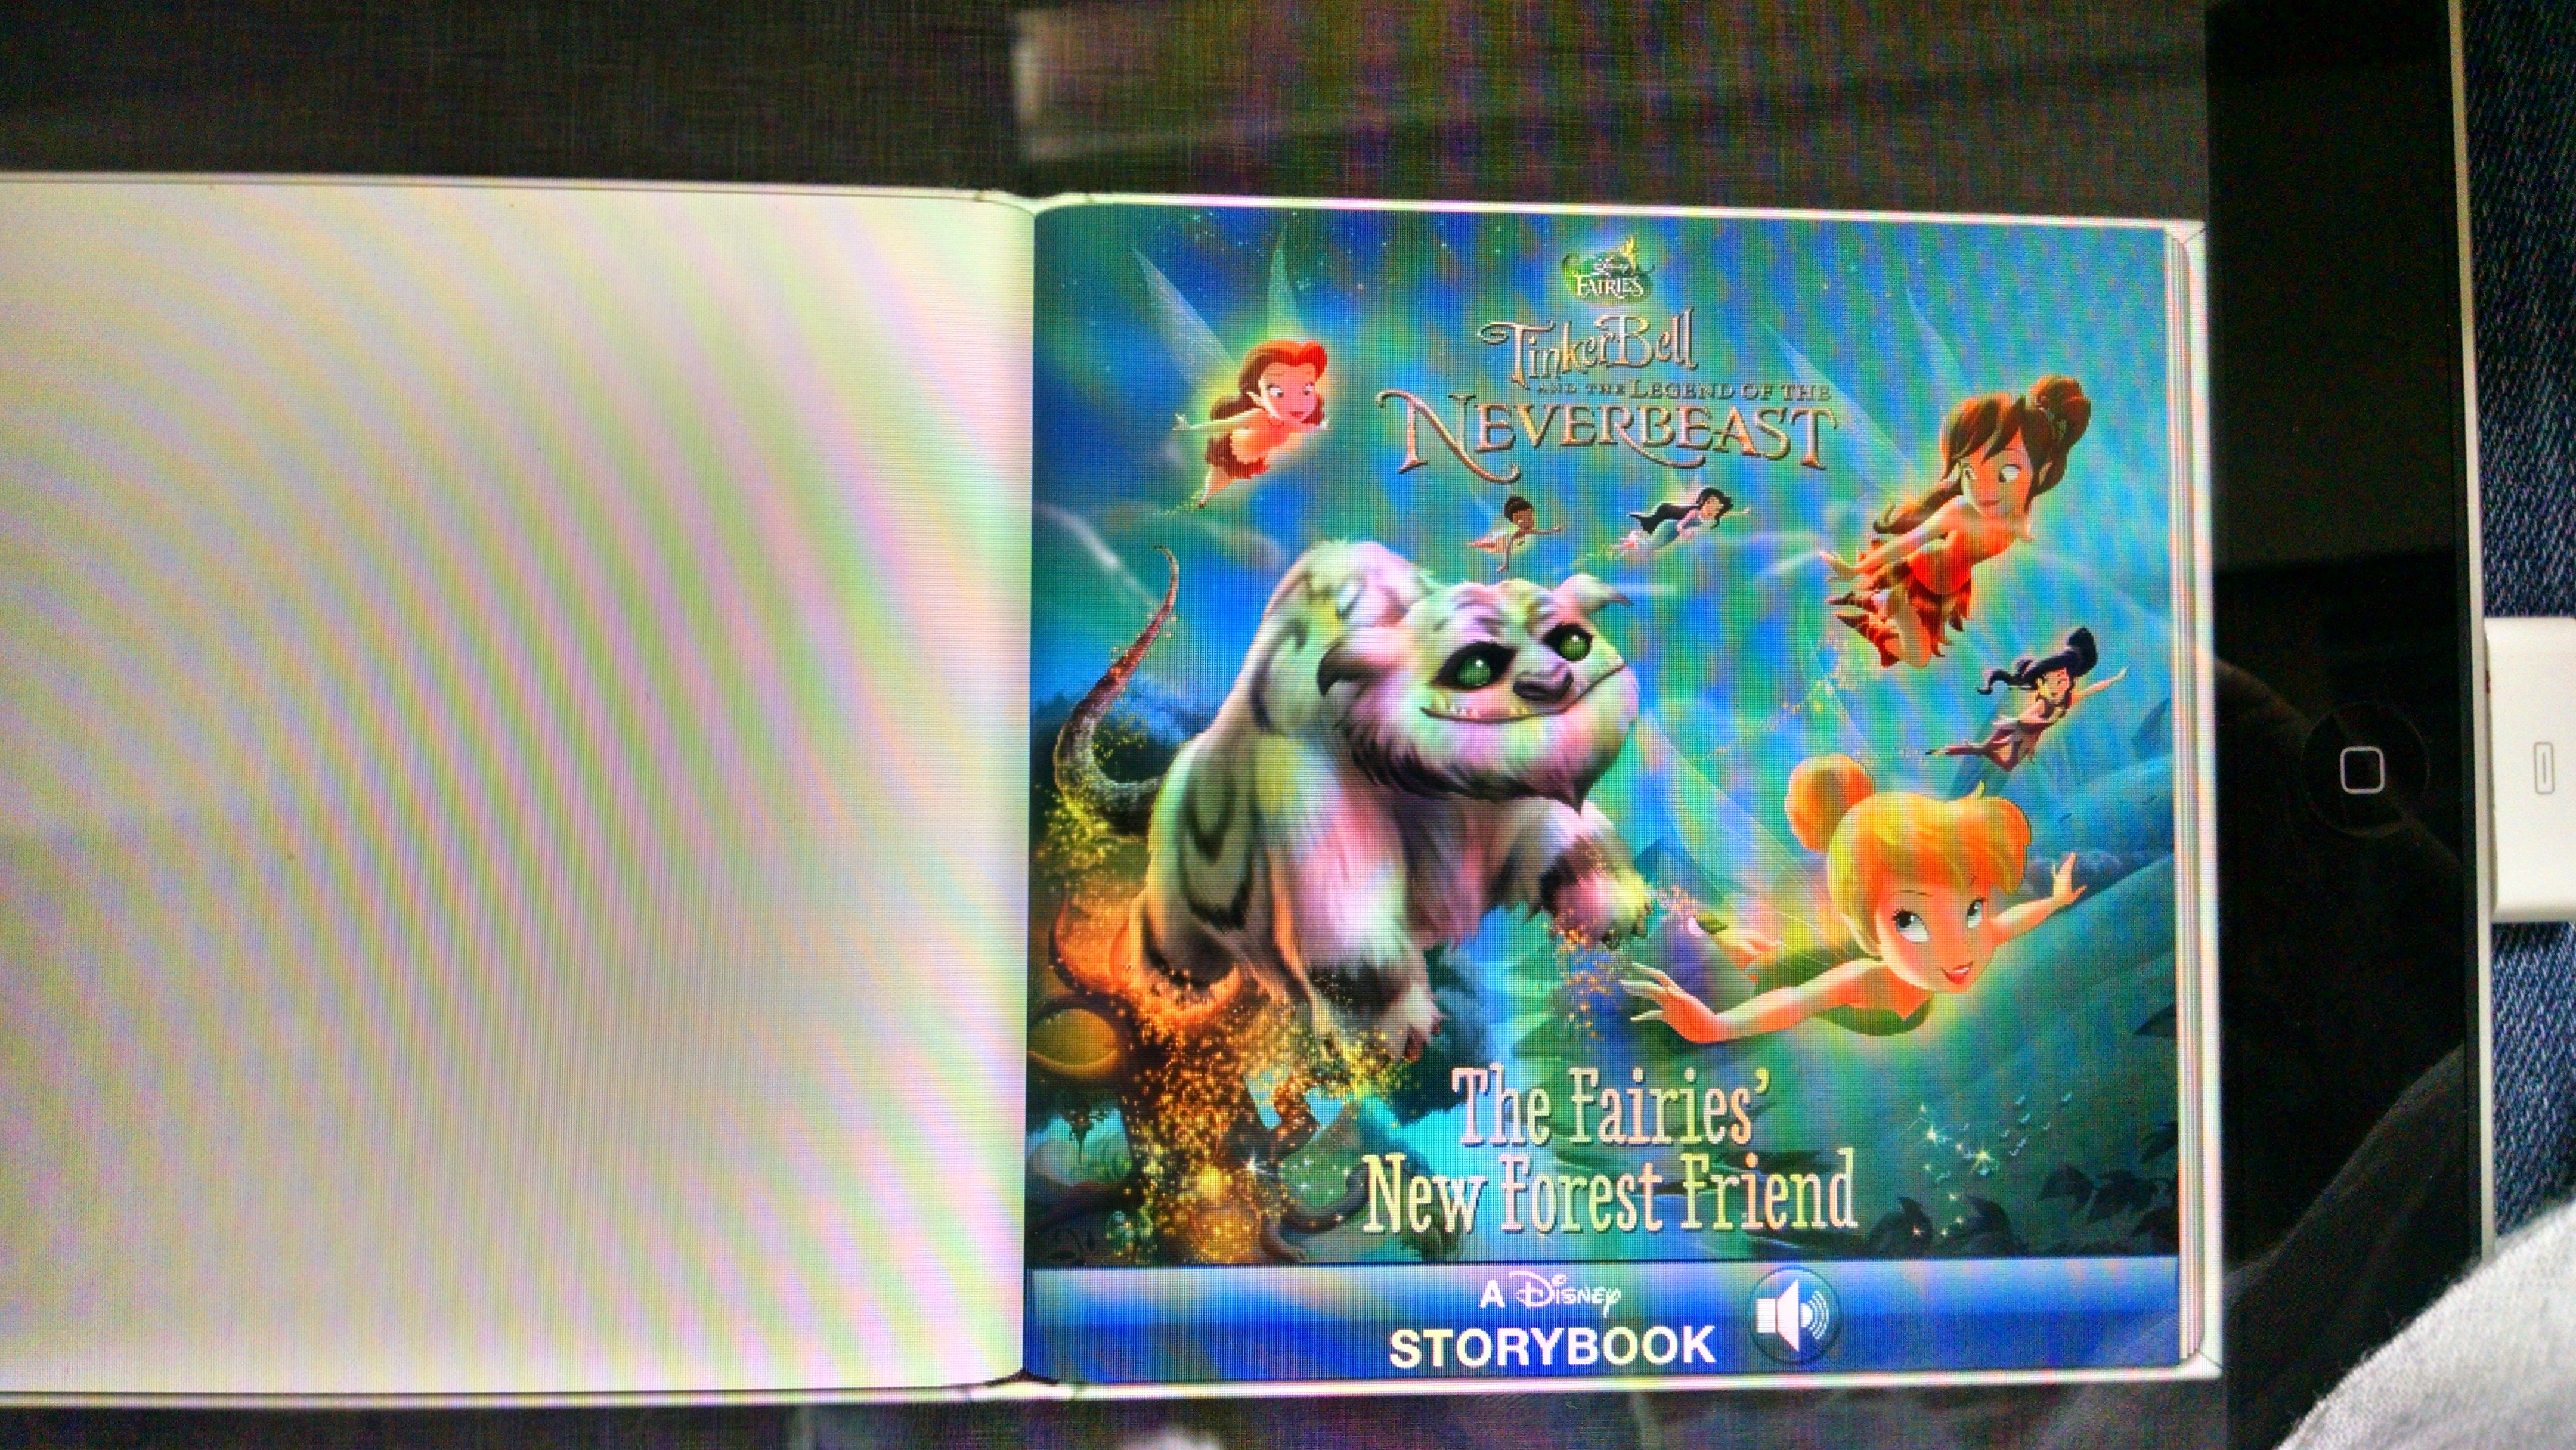 Disney
FAIRIES
TinkerBell
AND THE LEGEND OF THE
NEVERBEAST
The Fairies'
New Forest Friend
A Disney
STORYBOOK